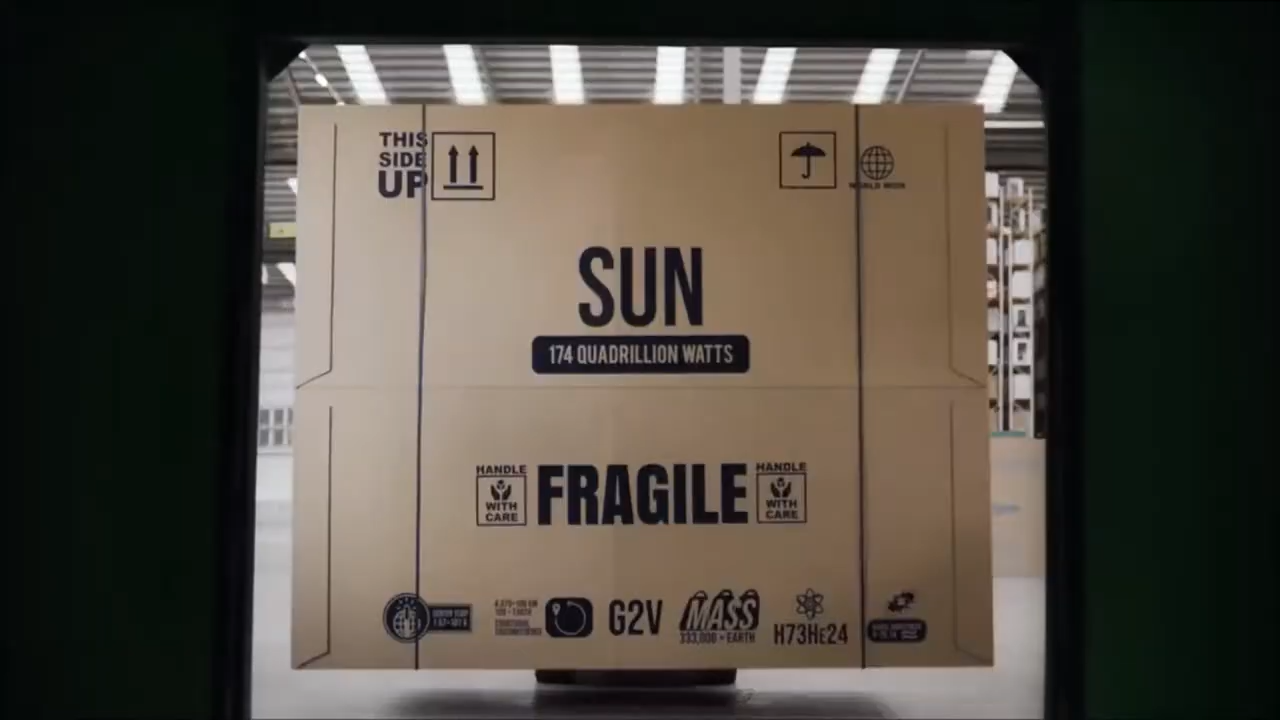 THIS
SIDE
UP
SUN
174 QUADRILLION WATTS
HANDLE
WITH
CARE
FRAGILE
HANDLE
WITH
CARE
G2V
MASS
333,000 × EARTH
H73HE24